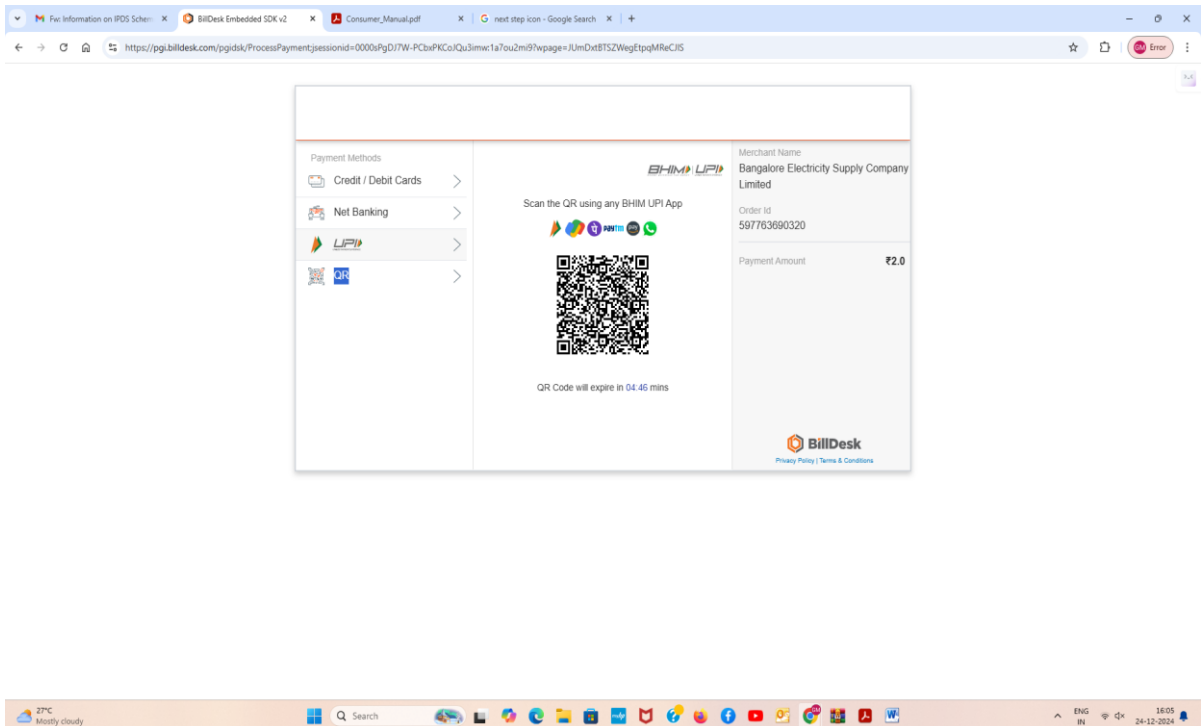 Fw: Information on IPDS Schem
BillDesk Embedded SDK v2
Consumer_Manual.pdf
next step icon - Google Search
https://pgi.billdesk.com/pgidsk/ProcessPayment;jsessionid=0000sPgDJ7W-PCbxPKCoJQu3imw:1a7ou2mi9?wpage=JUmDxtBTSZWegEtpqMReCJIS
GM Error
Payment Methods
Credit / Debit Cards
Net Banking
UPI
QR
BHIM UPI
Scan the QR using any BHIM UPI App
paytm
pay
QR Code will expire in 04:46 mins
Merchant Name
Bangalore Electricity Supply Company
Limited
Order Id
597763690320
Payment Amount ₹2.0
BillDesk
Privacy Policy | Terms & Conditions
27°C
Mostly cloudy
Search
ENG
IN
16:05
24-12-2024